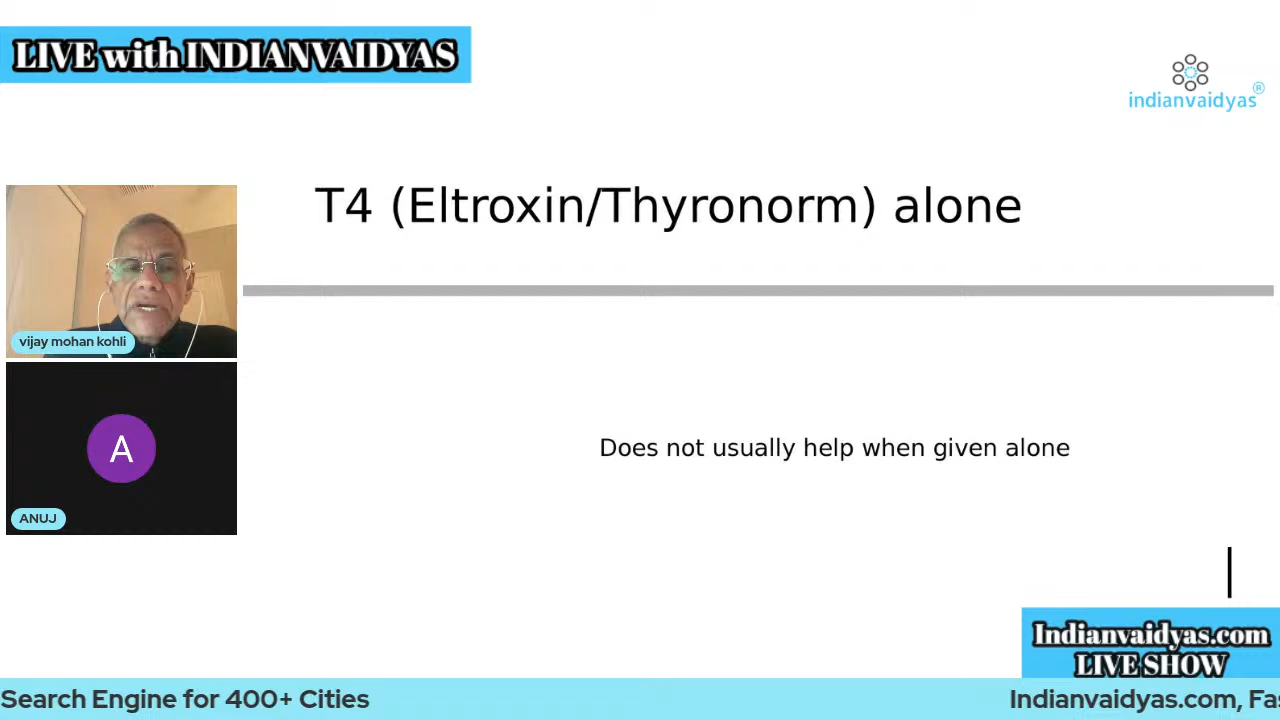 LIVE with INDIANVAIDYAS
indianvaidyas®
T4 (Eltroxin/Thyronorm) alone
vijay mohan kohli
Does not usually help when given alone
A
ANUJ
Indianvaidyas.com
LIVE SHOW
Search Engine for 400+ Cities
Indianvaidyas.com, Fas